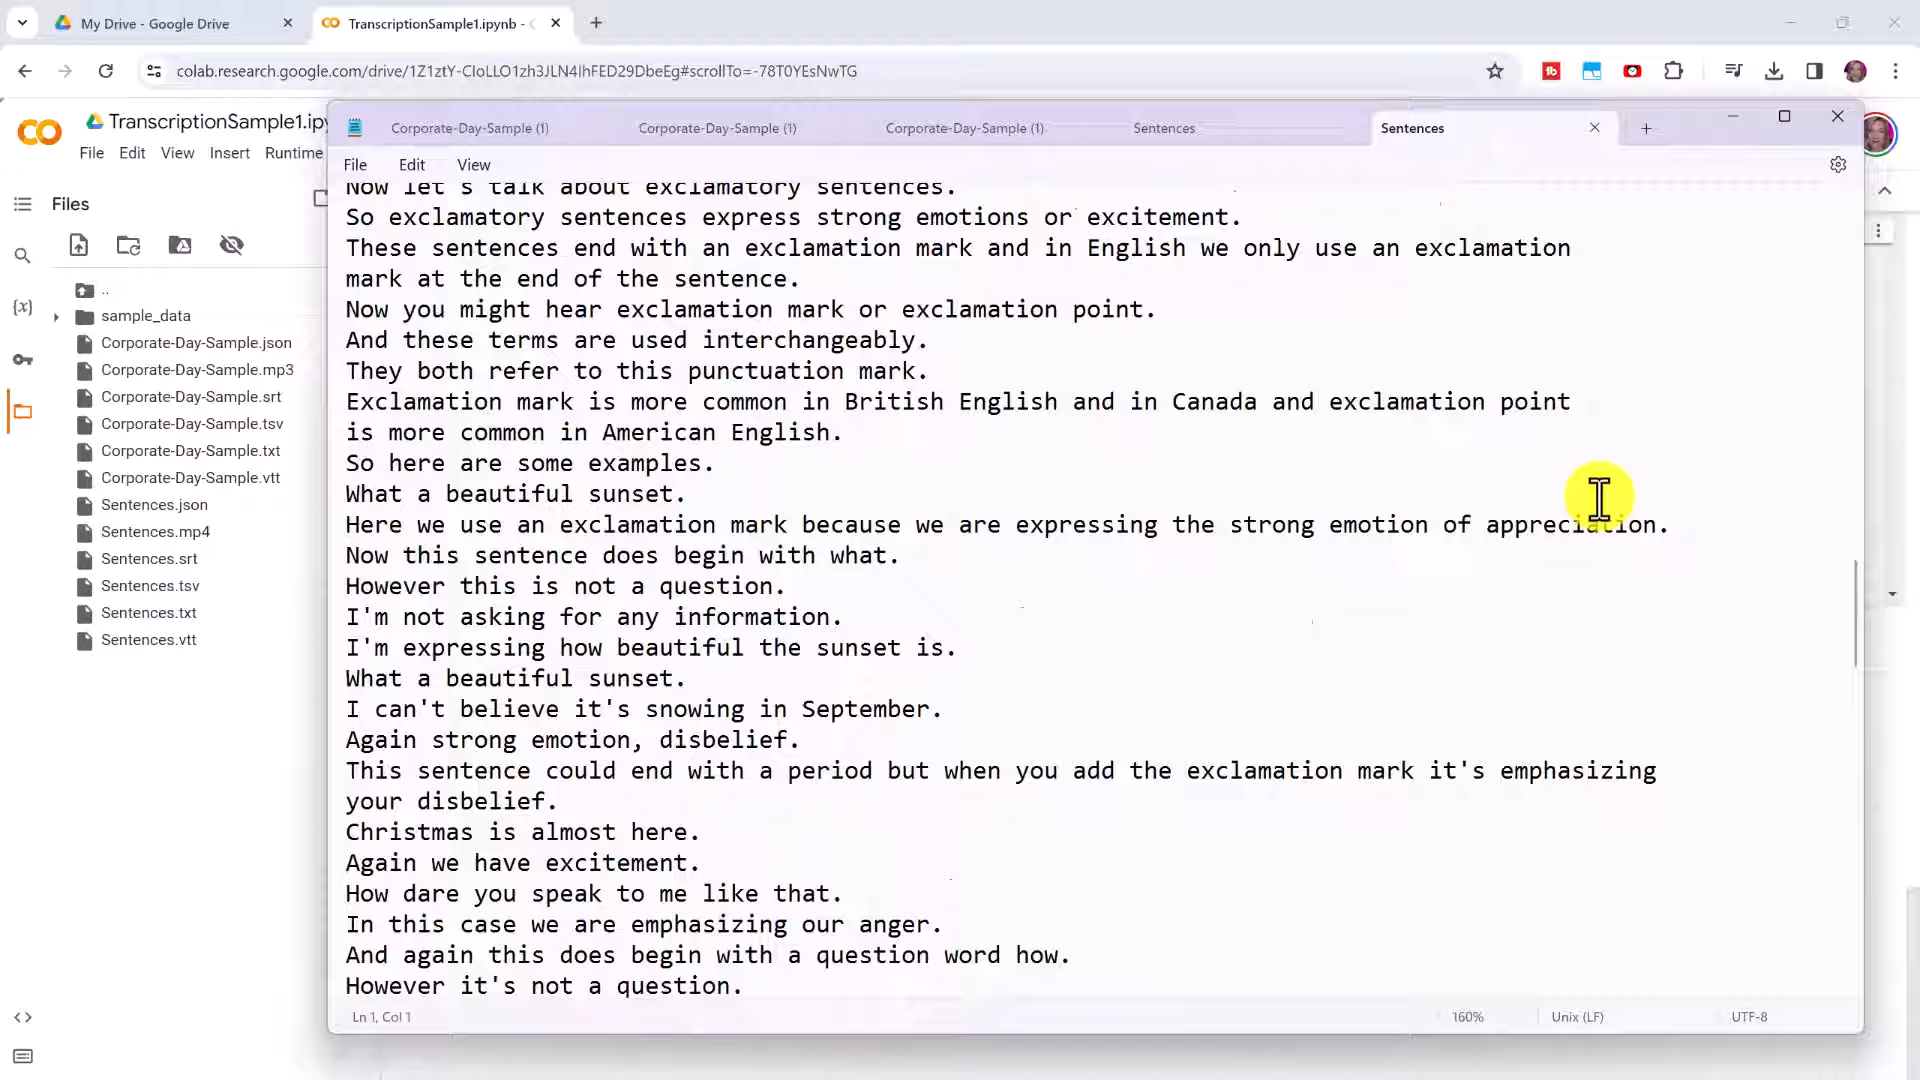 My Drive - Google Drive
TranscriptionSample1.ipynb -
colab.research.google.com/drive/1Z1ztY-CIoLLO1zh3JLN4lhFED29DbeEg#scrollTo=-78T0YEsNwTG
TranscriptionSample1.ipy
File Edit View Insert Runtime
Files
..
sample_data
Corporate-Day-Sample.json
Corporate-Day-Sample.mp3
Corporate-Day-Sample.srt
Corporate-Day-Sample.tsv
Corporate-Day-Sample.txt
Corporate-Day-Sample.vtt
Sentences.json
Sentences.mp4
Sentences.srt
Sentences.tsv
Sentences.txt
Sentences.vtt
Corporate-Day-Sample (1) Corporate-Day-Sample (1) Corporate-Day-Sample (1) Sentences Sentences
File Edit View
Now let's talk about exclamatory sentences.
So exclamatory sentences express strong emotions or excitement.
These sentences end with an exclamation mark and in English we only use an exclamation
mark at the end of the sentence.
Now you might hear exclamation mark or exclamation point.
And these terms are used interchangeably.
They both refer to this punctuation mark.
Exclamation mark is more common in British English and in Canada and exclamation point
is more common in American English.
So here are some examples.
What a beautiful sunset.
Here we use an exclamation mark because we are expressing the strong emotion of appreciation.
Now this sentence does begin with what.
However this is not a question.
I'm not asking for any information.
I'm expressing how beautiful the sunset is.
What a beautiful sunset.
I can't believe it's snowing in September.
Again strong emotion, disbelief.
This sentence could end with a period but when you add the exclamation mark it's emphasizing
your disbelief.
Christmas is almost here.
Again we have excitement.
How dare you speak to me like that.
In this case we are emphasizing our anger.
And again this does begin with a question word how.
However it's not a question.
Ln 1, Col 1 160% Unix (LF) UTF-8